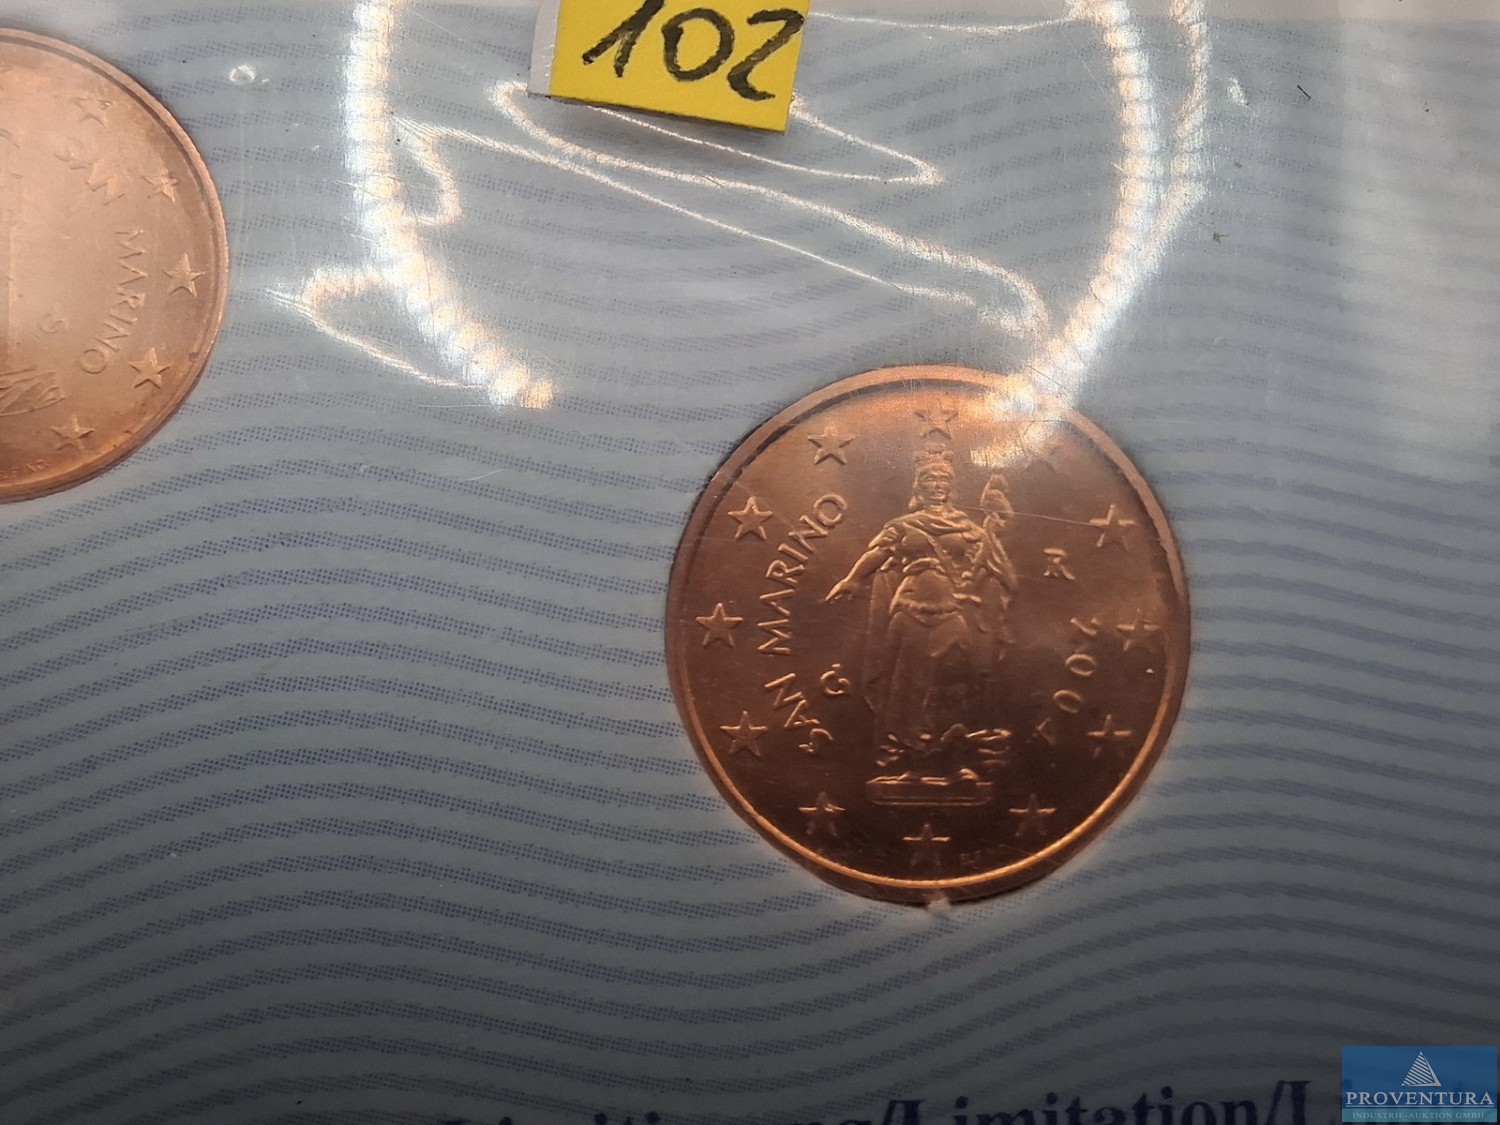 102
SAN MARINO
S
SAN MARINO
G
R
2004
Limitation
PROVENTURA
INDUSTRIE-AUKTION GMBH